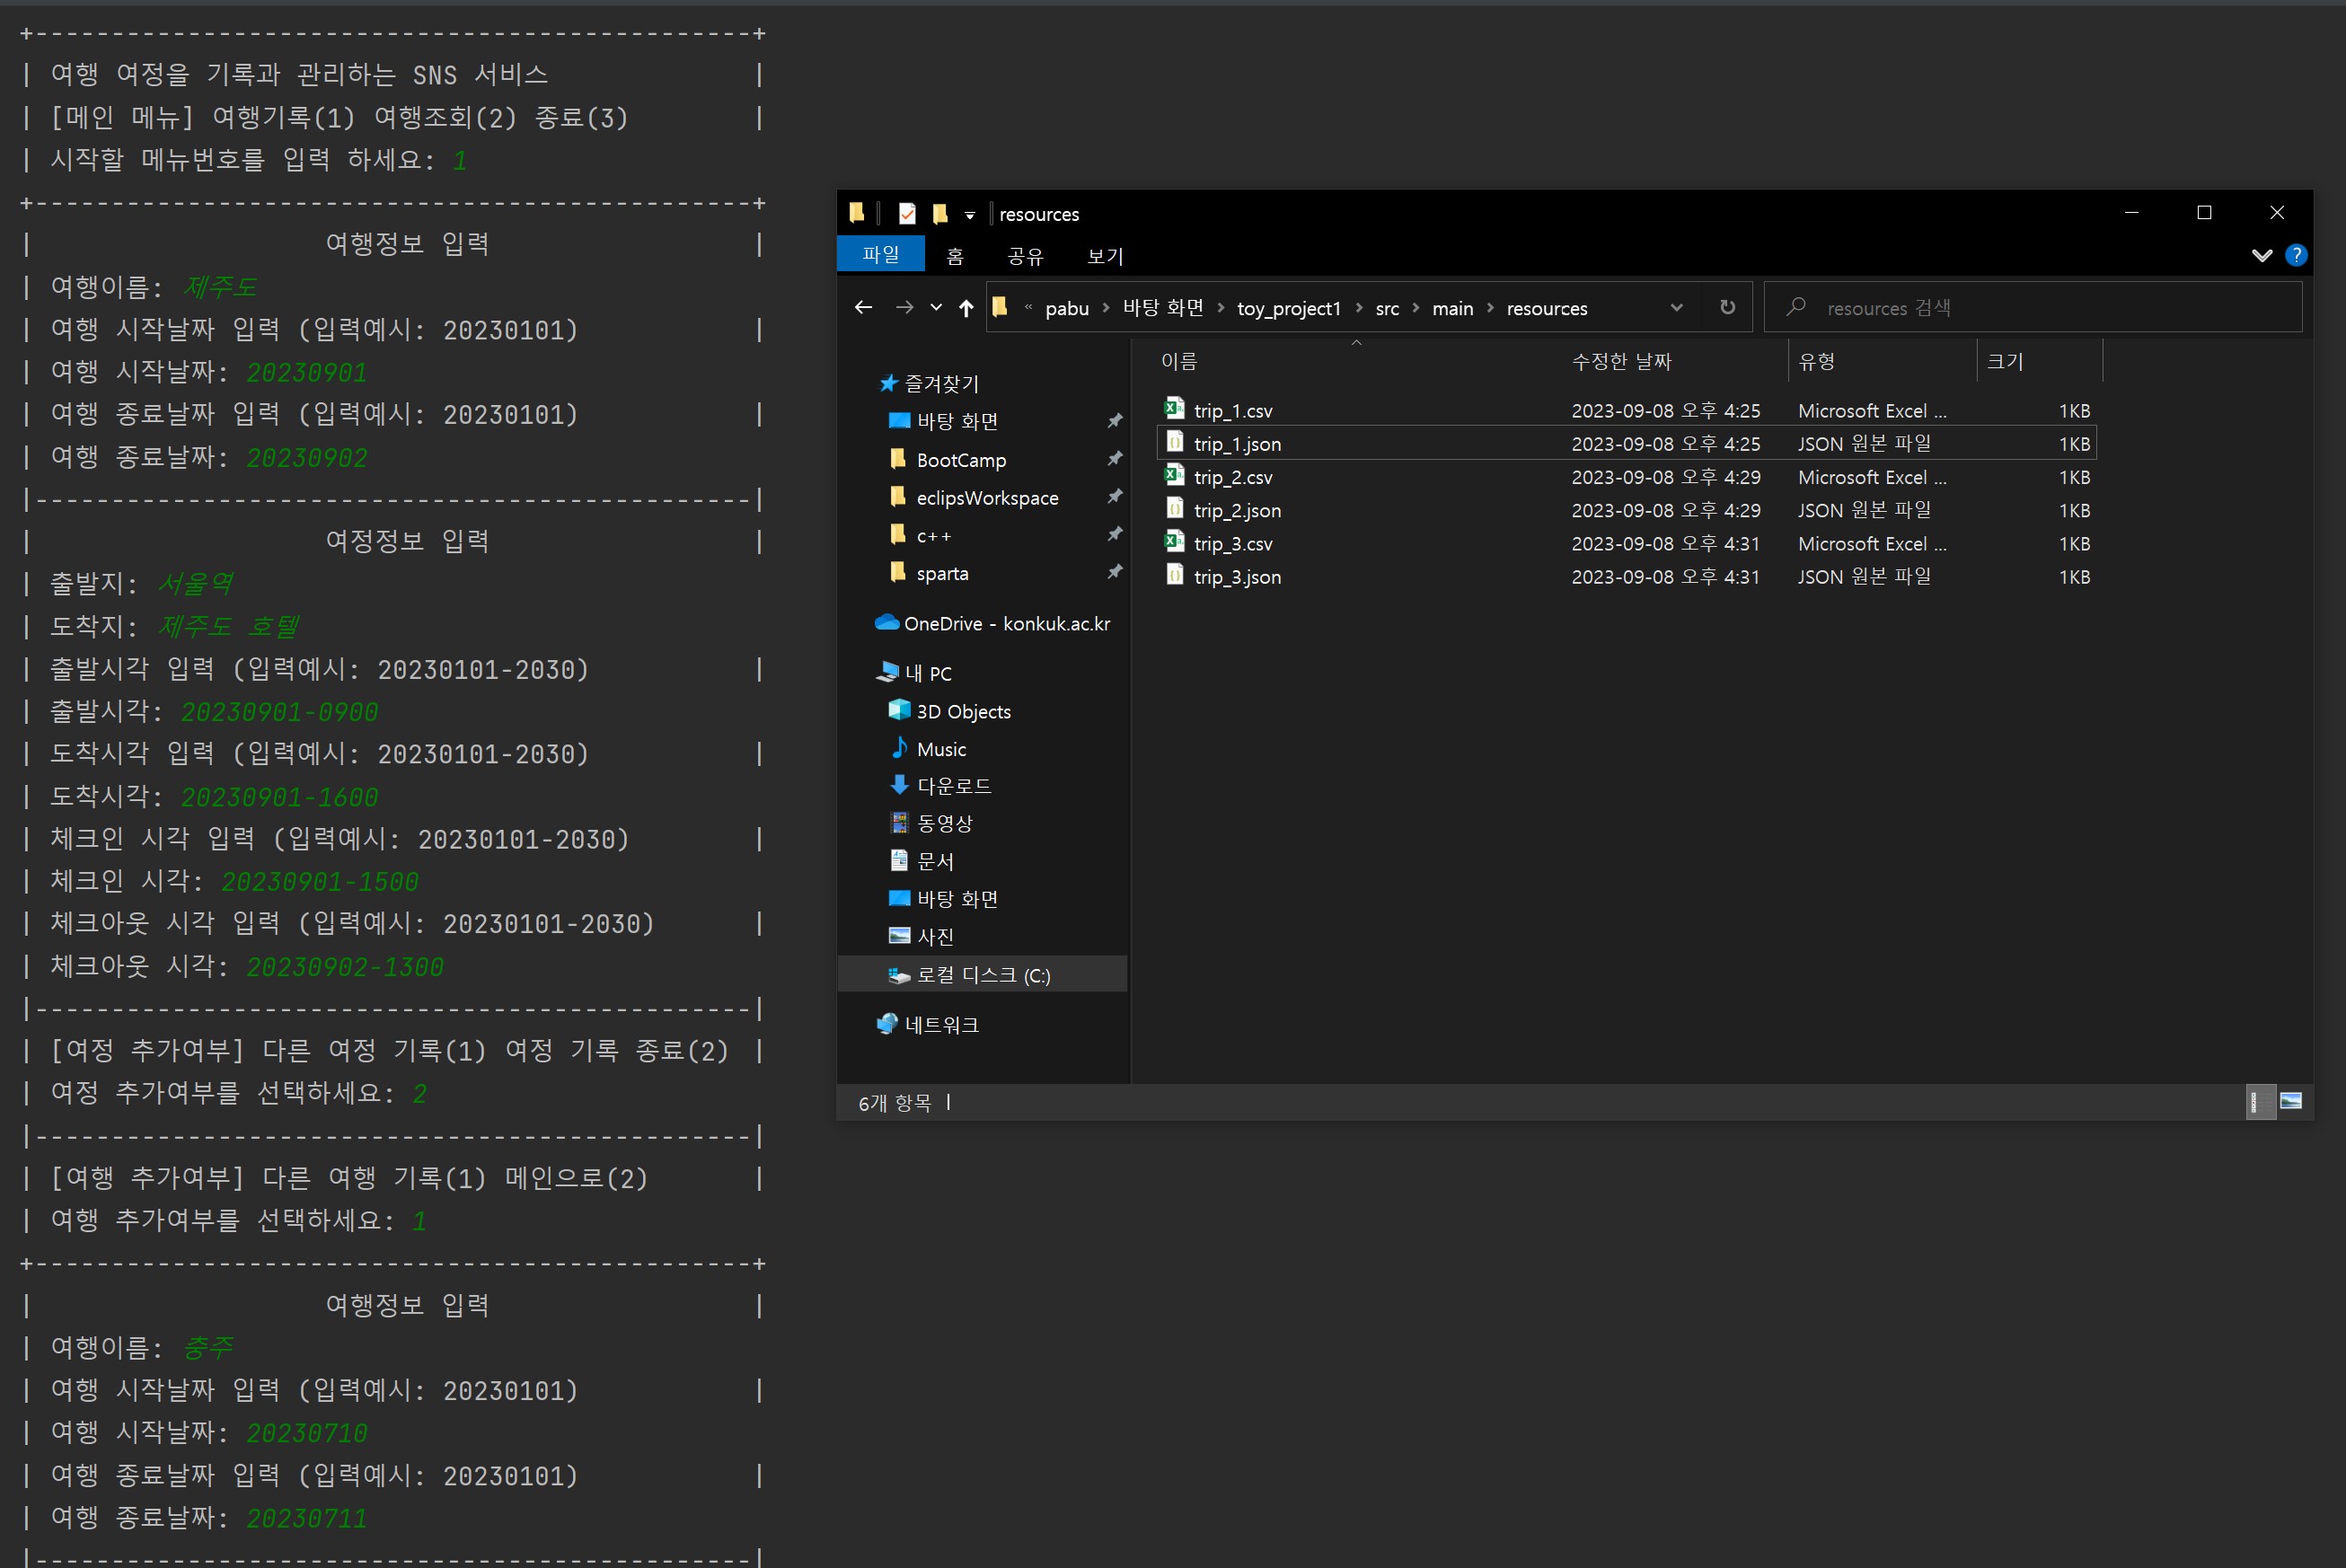 +-----------------------------------------------+
| 여행 여정을 기록과 관리하는 SNS 서비스 |
| [메인 메뉴] 여행기록(1) 여행조회(2) 종료(3) |
| 시작할 메뉴번호를 입력 하세요: 1
+-----------------------------------------------+
| 여행정보 입력 |
| 여행이름: 제주도
| 여행 시작날짜 입력 (입력예시: 20230101) |
| 여행 시작날짜: 20230901
| 여행 종료날짜 입력 (입력예시: 20230101) |
| 여행 종료날짜: 20230902
|-----------------------------------------------|
| 여정정보 입력 |
| 출발지: 서울역
| 도착지: 제주도 호텔
| 출발시각 입력 (입력예시: 20230101-2030) |
| 출발시각: 20230901-0900
| 도착시각 입력 (입력예시: 20230101-2030) |
| 도착시각: 20230901-1600
| 체크인 시각 입력 (입력예시: 20230101-2030) |
| 체크인 시각: 20230901-1500
| 체크아웃 시각 입력 (입력예시: 20230101-2030) |
| 체크아웃 시각: 20230902-1300
|-----------------------------------------------|
| [여정 추가여부] 다른 여정 기록(1) 여정 기록 종료(2) |
| 여정 추가여부를 선택하세요: 2
|-----------------------------------------------|
| [여행 추가여부] 다른 여행 기록(1) 메인으로(2) |
| 여행 추가여부를 선택하세요: 1
+-----------------------------------------------+
| 여행정보 입력 |
| 여행이름: 충주
| 여행 시작날짜 입력 (입력예시: 20230101) |
| 여행 시작날짜: 20230710
| 여행 종료날짜 입력 (입력예시: 20230101) |
| 여행 종료날짜: 20230711
|-----------------------------------------------|
resources
파일 홈 공유 보기
« pabu › 바탕 화면 › toy_project1 › src › main › resources
resources 검색
즐겨찾기
바탕 화면
BootCamp
eclipsWorkspace
c++
sparta
OneDrive - konkuk.ac.kr
내 PC
3D Objects
Music
다운로드
동영상
문서
바탕 화면
사진
로컬 디스크 (C:)
네트워크
이름 수정한 날짜 유형 크기
trip_1.csv 2023-09-08 오후 4:25 Microsoft Excel ... 1KB
trip_1.json 2023-09-08 오후 4:25 JSON 원본 파일 1KB
trip_2.csv 2023-09-08 오후 4:29 Microsoft Excel ... 1KB
trip_2.json 2023-09-08 오후 4:29 JSON 원본 파일 1KB
trip_3.csv 2023-09-08 오후 4:31 Microsoft Excel ... 1KB
trip_3.json 2023-09-08 오후 4:31 JSON 원본 파일 1KB
6개 항목